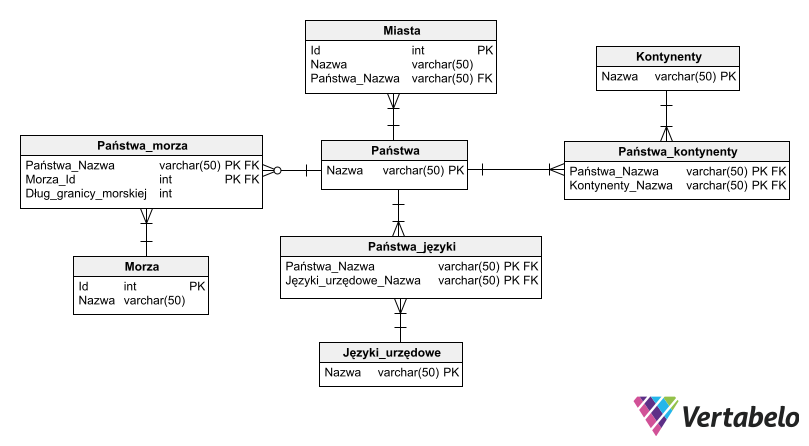 Miasta
Id int PK
Nazwa varchar(50)
Państwa_Nazwa varchar(50) FK
Kontynenty
Nazwa varchar(50) PK
Państwa_morza
Państwa_Nazwa varchar(50) PK FK
Morza_Id int PK FK
Dług_granicy_morskiej int
Państwa
Nazwa varchar(50) PK
Państwa_kontynenty
Państwa_Nazwa varchar(50) PK FK
Kontynenty_Nazwa varchar(50) PK FK
Morza
Id int PK
Nazwa varchar(50)
Państwa_języki
Państwa_Nazwa varchar(50) PK FK
Języki_urzędowe_Nazwa varchar(50) PK FK
Języki_urzędowe
Nazwa varchar(50) PK
Vertabelo